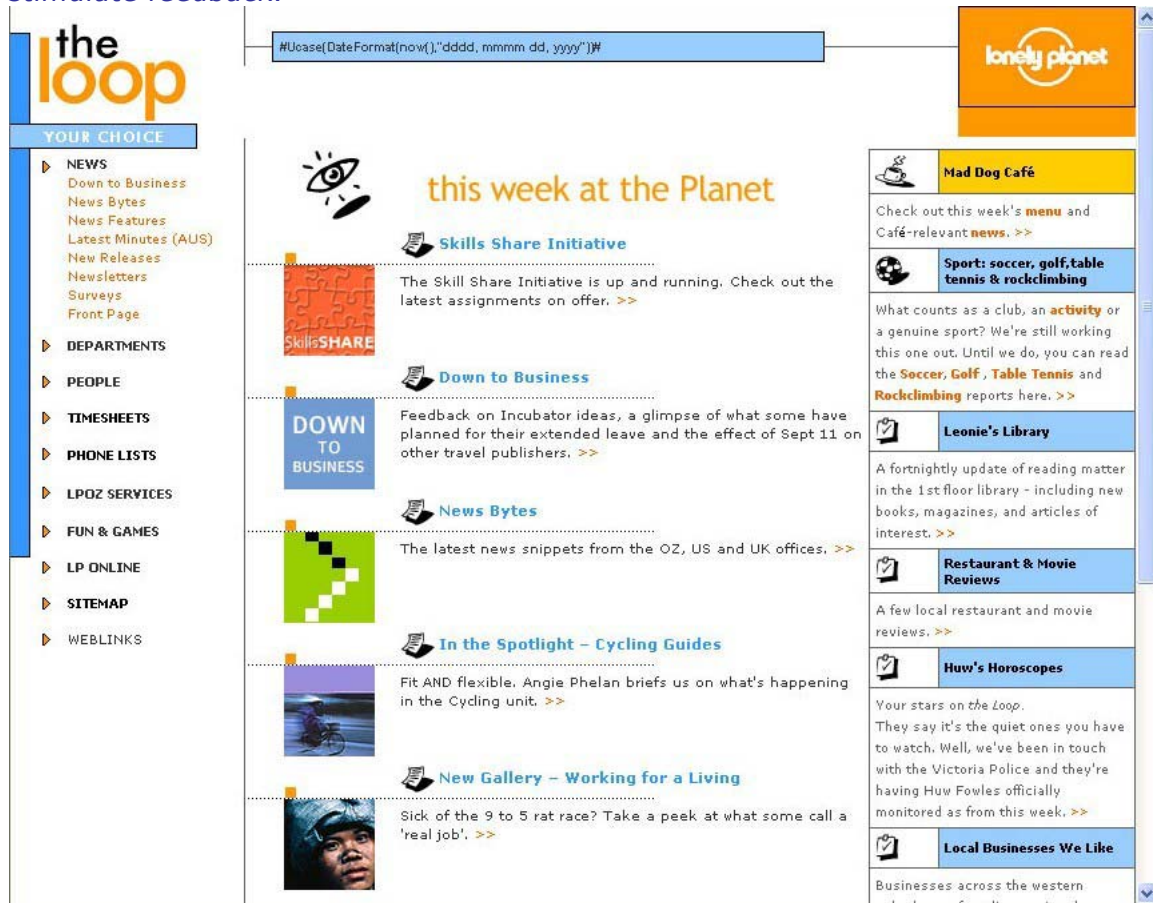 the
loop
#Ucase(DateFormat(now(),"dddd, mmmm dd, yyyy"))#
lonely planet
YOUR CHOICE
NEWS
Down to Business
News Bytes
News Features
Latest Minutes (AUS)
New Releases
Newsletters
Surveys
Front Page
DEPARTMENTS
PEOPLE
TIMESHEETS
PHONE LISTS
LPOZ SERVICES
FUN & GAMES
LP ONLINE
SITEMAP
WEBLINKS
this week at the Planet
Skills Share Initiative
SkillsSHARE
The Skill Share Initiative is up and running. Check out the
latest assignments on offer. >>
Down to Business
DOWN
TO
BUSINESS
Feedback on Incubator ideas, a glimpse of what some have
planned for their extended leave and the effect of Sept 11 on
other travel publishers. >>
News Bytes
The latest news snippets from the OZ, US and UK offices. >>
In the Spotlight – Cycling Guides
Fit AND flexible. Angie Phelan briefs us on what's happening
in the Cycling unit. >>
New Gallery – Working for a Living
Sick of the 9 to 5 rat race? Take a peek at what some call a
'real job'. >>
Mad Dog Café
Check out this week's menu and
Café-relevant news. >>
Sport: soccer, golf,table
tennis & rockclimbing
What counts as a club, an activity or
a genuine sport? We're still working
this one out. Until we do, you can read
the Soccer, Golf , Table Tennis and
Rockclimbing reports here. >>
Leonie's Library
A fortnightly update of reading matter
in the 1st floor library - including new
books, magazines, and articles of
interest. >>
Restaurant & Movie
Reviews
A few local restaurant and movie
reviews. >>
Huw's Horoscopes
Your stars on the Loop.
They say it's the quiet ones you have
to watch. Well, we've been in touch
with the Victoria Police and they're
having Huw Fowles officially
monitored as from this week. >>
Local Businesses We Like
Businesses across the western